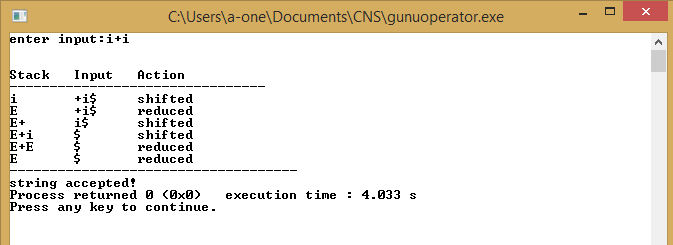 C:\Users\a-one\Documents\CNS\gunuoperator.exe
enter input:i+i
Stack Input Action
---------------------------------
i +i$ shifted
E +i$ reduced
E+ i$ shifted
E+i $ shifted
E+E $ reduced
E $ reduced
-------------------------------------
string accepted!
Process returned 0 (0x0) execution time : 4.033 s
Press any key to continue.